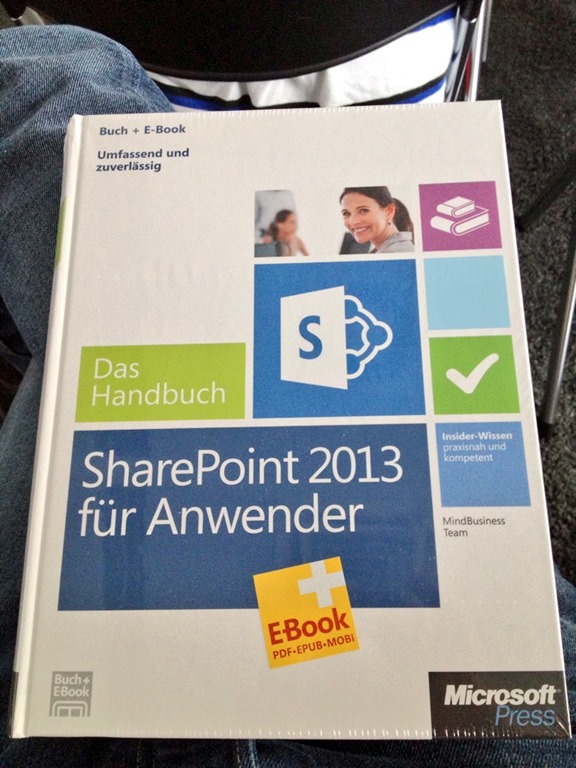 Buch + E-Book
Umfassend und
zuverlässig
S
Das
Handbuch
SharePoint 2013
für Anwender
Insider-Wissen
praxisnah und
kompetent
MindBusiness
Team
E-Book
PDF•EPUB•MOBi
Buch+
EBook
Microsoft
Press